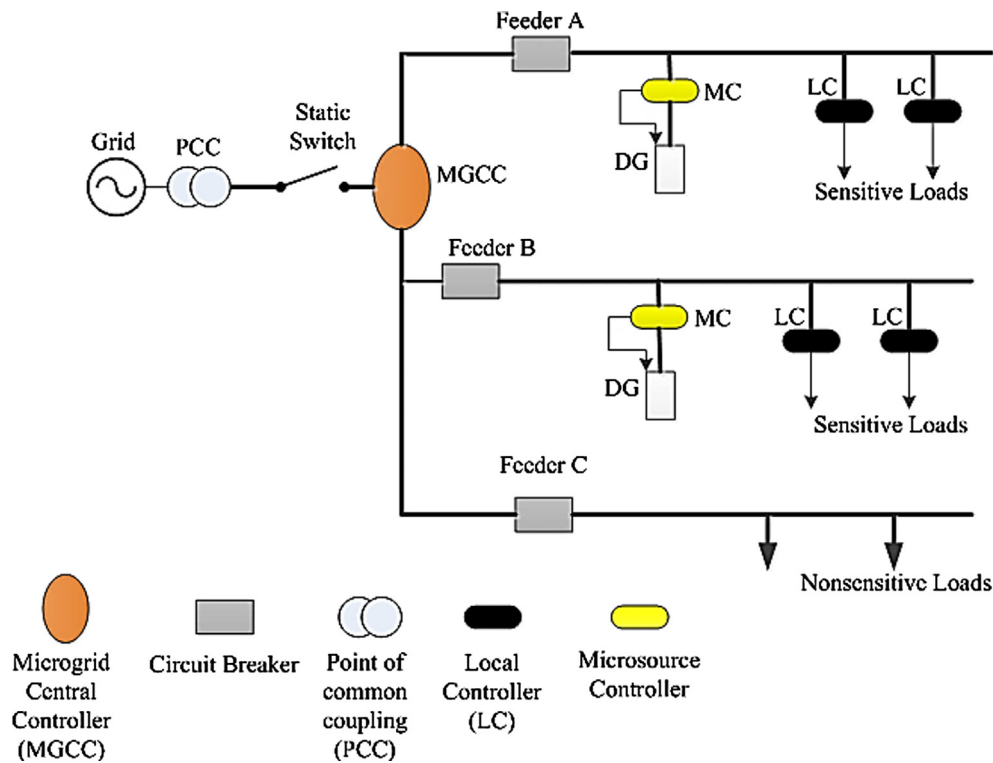 Feeder A
LC
LC
MC
Static
Switch
Grid
PCC
DG
MGCC
Sensitive Loads
Feeder B
LC
LC
MC
DG
Sensitive Loads
Feeder C
Nonsensitive Loads
Microgrid
Central
Controller
(MGCC)
Circuit Breaker
Point of
common
coupling
(PCC)
Local
Controller
(LC)
Microsource
Controller